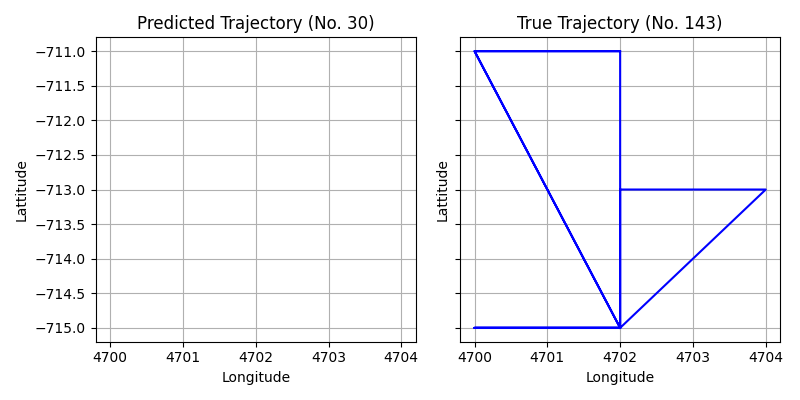 Predicted Trajectory (No. 30)
True Trajectory (No. 143)
−711.0
−711.5
−712.0
−712.5
−713.0
−713.5
−714.0
−714.5
−715.0
Lattitude
Lattitude
4700 4701 4702 4703 4704
4700 4701 4702 4703 4704
Longitude
Longitude